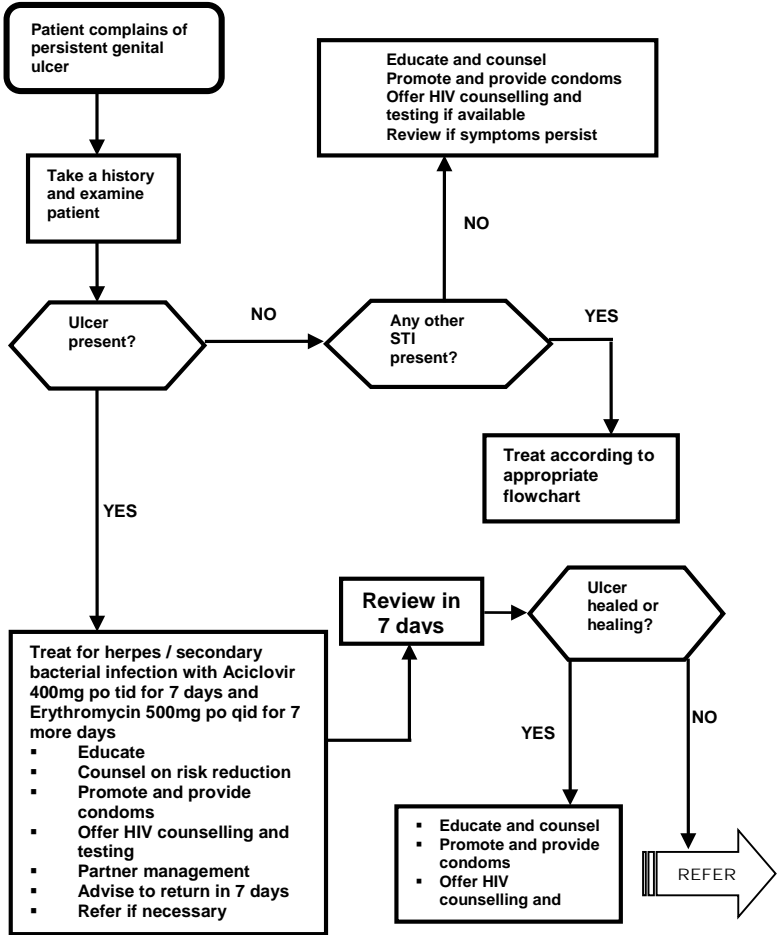 Patient complains of
persistent genital
ulcer
Educate and counsel
Promote and provide condoms
Offer HIV counselling and
testing if available
Review if symptoms persist
Take a history
and examine
patient
NO
Ulcer
present?
NO
Any other
STI
present?
YES
Treat according to
appropriate
flowchart
YES
Treat for herpes / secondary
bacterial infection with Aciclovir
400mg po tid for 7 days and
Erythromycin 500mg po qid for 7
more days
▪ Educate
▪ Counsel on risk reduction
▪ Promote and provide
condoms
▪ Offer HIV counselling and
testing
▪ Partner management
▪ Advise to return in 7 days
▪ Refer if necessary
Review in
7 days
Ulcer
healed or
healing?
YES
NO
▪ Educate and counsel
▪ Promote and provide
condoms
▪ Offer HIV
counselling and
REFER